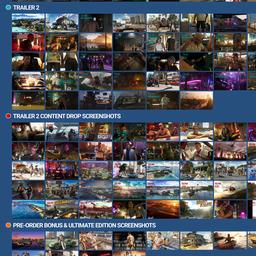 TRAILER 2
TRAILER 2 CONTENT DROP SCREENSHOTS
PRE-ORDER BONUS & ULTIMATE EDITION SCREENSHOTS